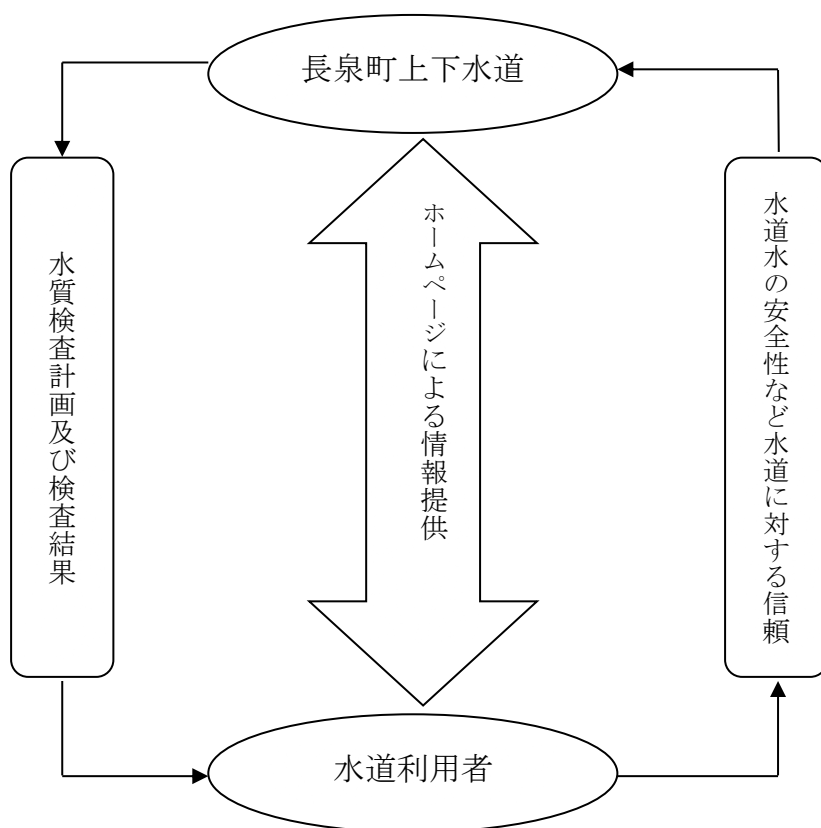 長泉町上下水道
水質検査計画及び検査結果
ホームページによる情報提供
水道水の安全性など水道に対する信頼
水道利用者